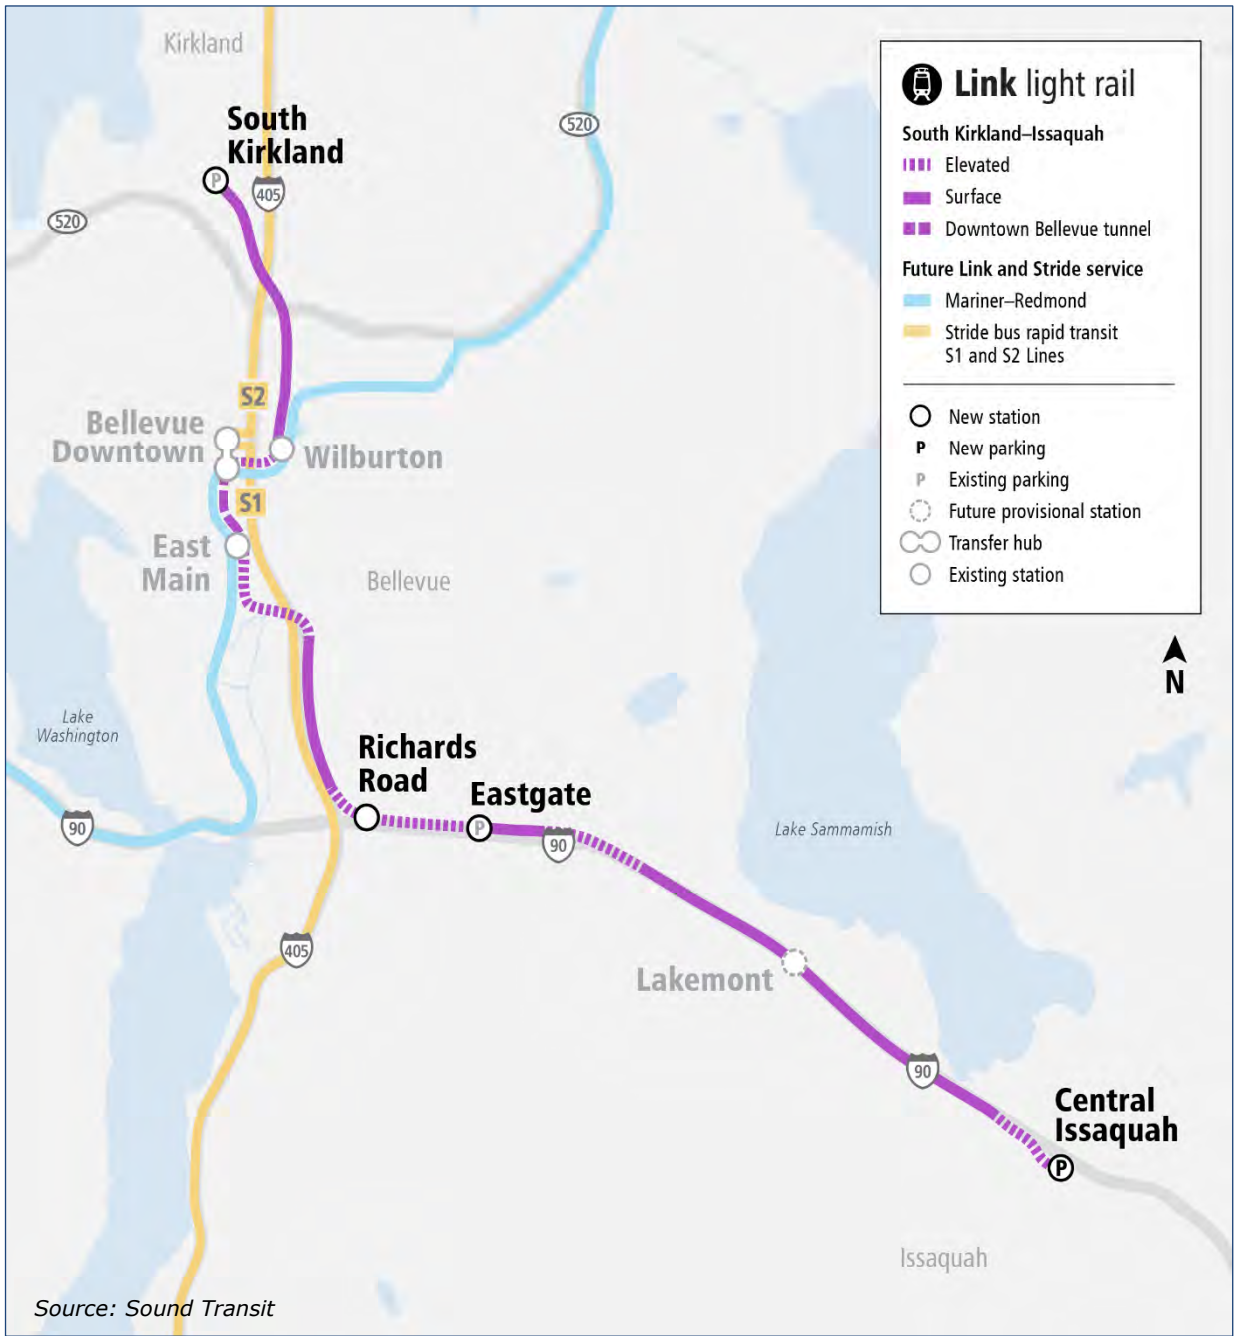 Kirkland
South
Kirkland
P
405
520
520
S2
Bellevue
Downtown
Wilburton
S1
East
Main
Bellevue
Lake
Washington
Richards
Road
Eastgate
P
90
90
Lake Sammamish
405
Lakemont
90
Central
Issaquah
P
Issaquah
Source: Sound Transit
Link light rail
South Kirkland–Issaquah
Elevated
Surface
Downtown Bellevue tunnel
Future Link and Stride service
Mariner–Redmond
Stride bus rapid transit
S1 and S2 Lines
New station
P New parking
P Existing parking
Future provisional station
Transfer hub
Existing station
N